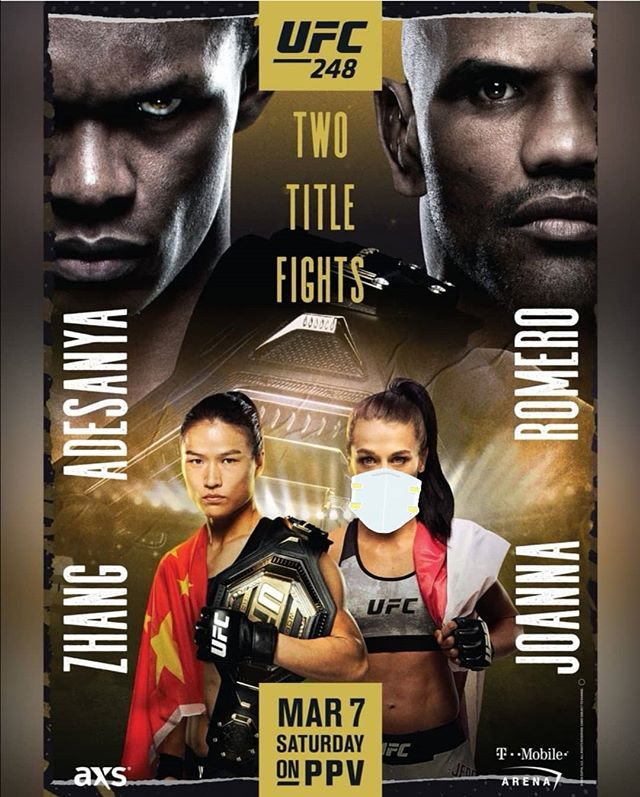 UFC
248
TWO
TITLE
FIGHTS
ADESANYA
ROMERO
ZHANG
JOANNA
UFC
UFC
UFC
MAR 7
SATURDAY
ON PPV
axs
T··Mobile·
ARENA